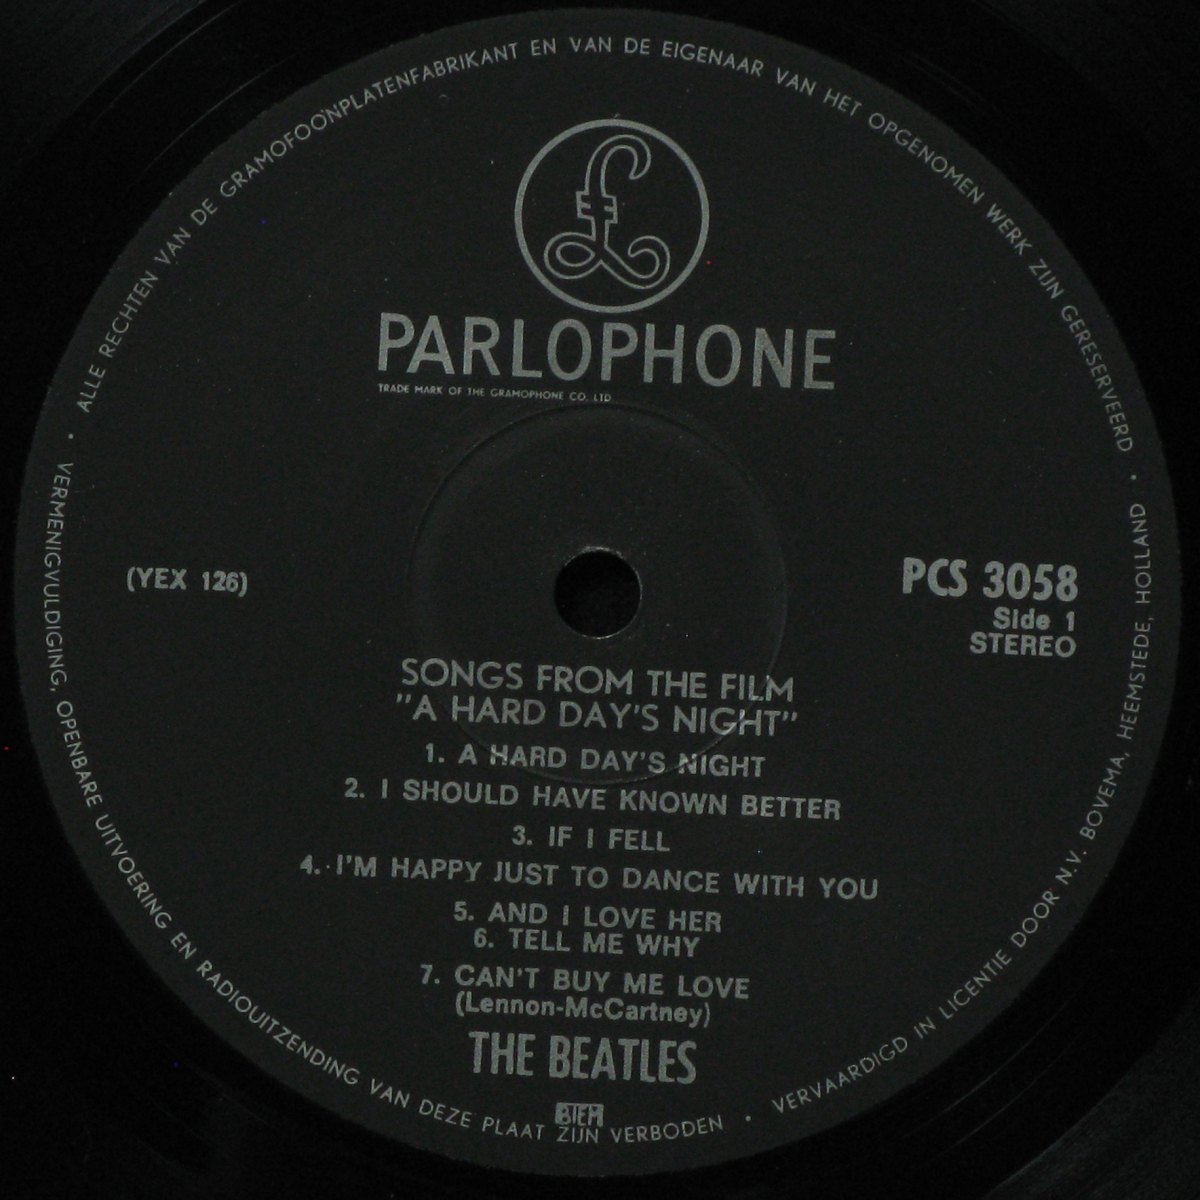 ALLE RECHTEN VAN DE GRAMOFOONPLATENFABRIKANT EN VAN DE EIGENAAR VAN HET OPGENOMEN WERK ZIJN GERESERVEERD •
£
PARLOPHONE
TRADE MARK OF THE GRAMOPHONE CO. LTD
(YEX 126)
PCS 3058
Side 1
STEREO
SONGS FROM THE FILM
"A HARD DAY'S NIGHT"
1. A HARD DAY'S NIGHT
2. I SHOULD HAVE KNOWN BETTER
3. IF I FELL
4. I'M HAPPY JUST TO DANCE WITH YOU
5. AND I LOVE HER
6. TELL ME WHY
7. CAN'T BUY ME LOVE
(Lennon-McCartney)
THE BEATLES
BIEM
• VERMENIGVULDIGING, OPENBARE UITVOERING EN RADIOUITZENDING VAN DEZE PLAAT ZIJN VERBODEN •
VERVAARDIGD IN LICENTIE DOOR N.V. BOVEMA, HEEMSTEDE, HOLLAND